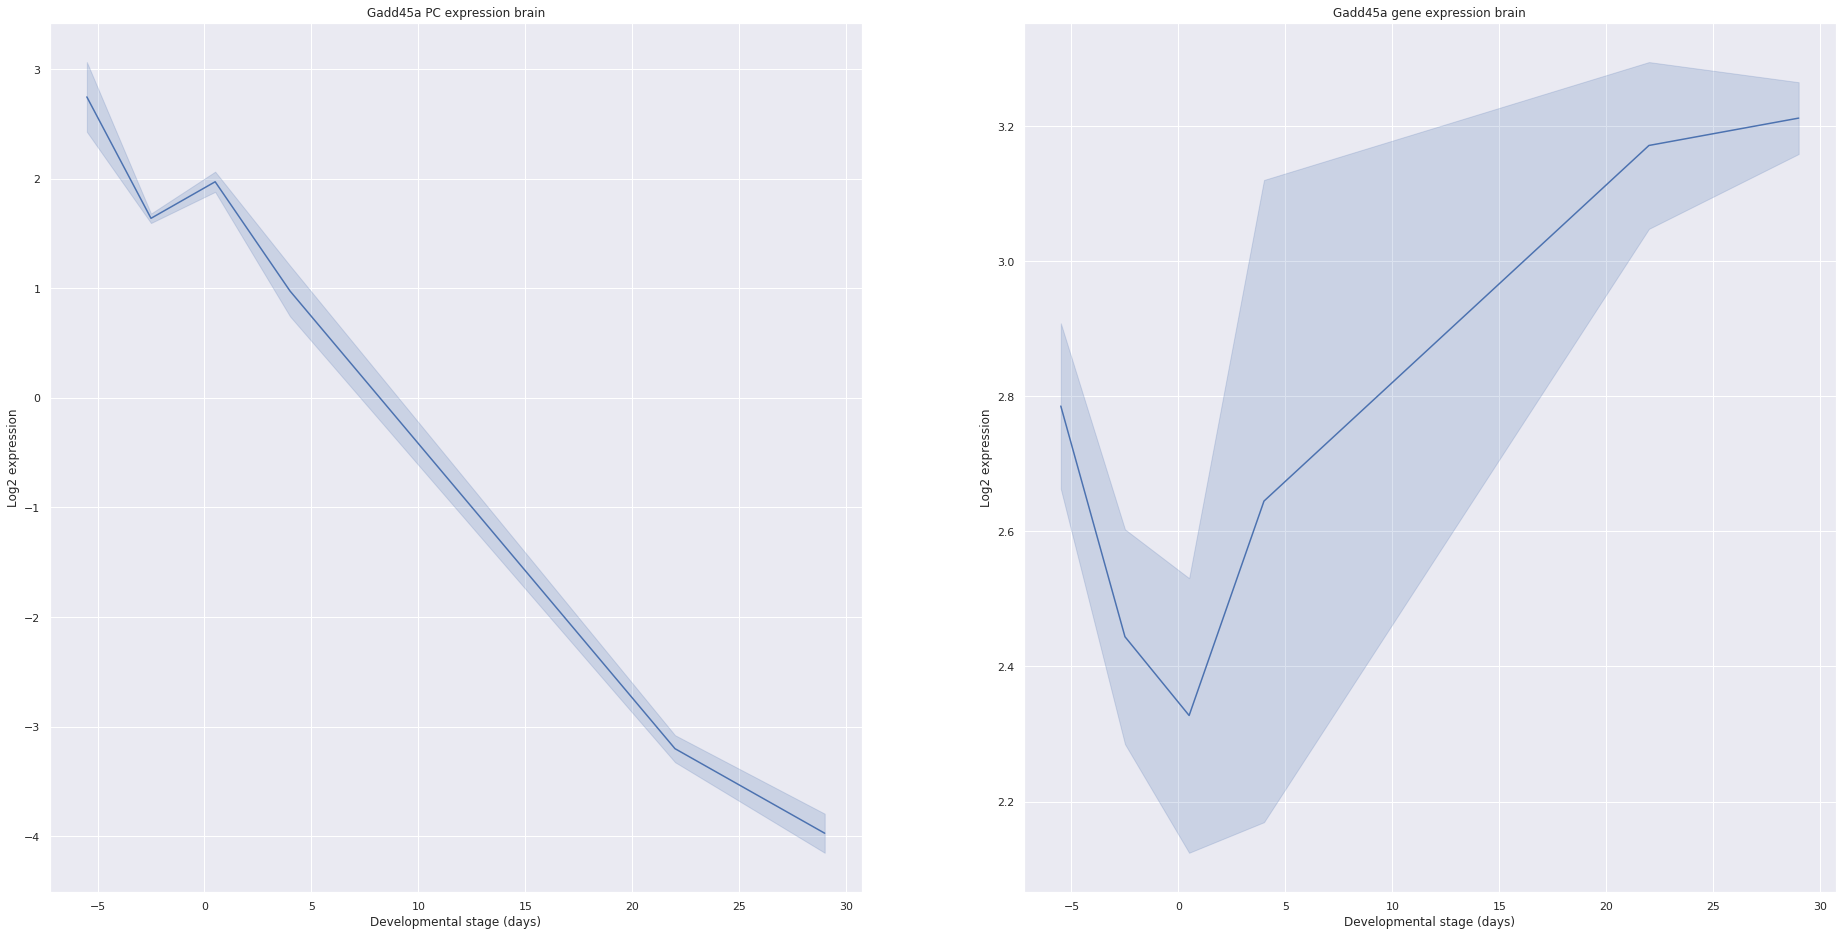 Gadd45a PC expression brain
Log2 expression
3
2
1
0
−1
−2
−3
−4
−5 0 5 10 15 20 25 30
Developmental stage (days)
Gadd45a gene expression brain
Log2 expression
3.2
3.0
2.8
2.6
2.4
2.2
−5 0 5 10 15 20 25 30
Developmental stage (days)